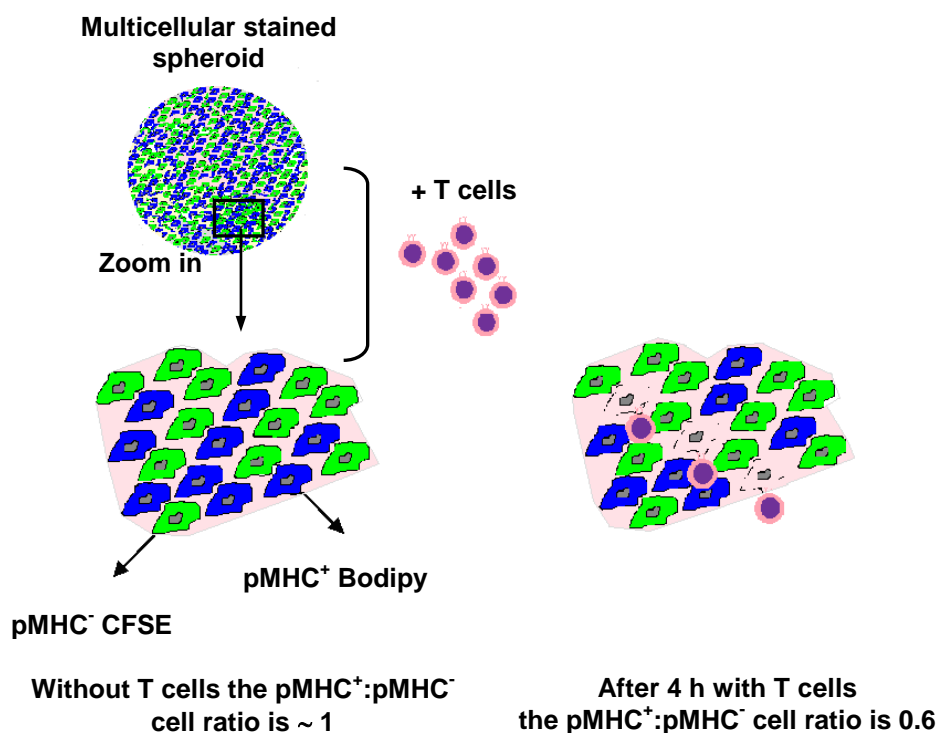 Multicellular stained
spheroid
+ T cells
Zoom in
pMHC⁺ Bodipy
pMHC⁻ CFSE
Without T cells the pMHC⁺:pMHC⁻
cell ratio is ~ 1
After 4 h with T cells
the pMHC⁺:pMHC⁻ cell ratio is 0.6